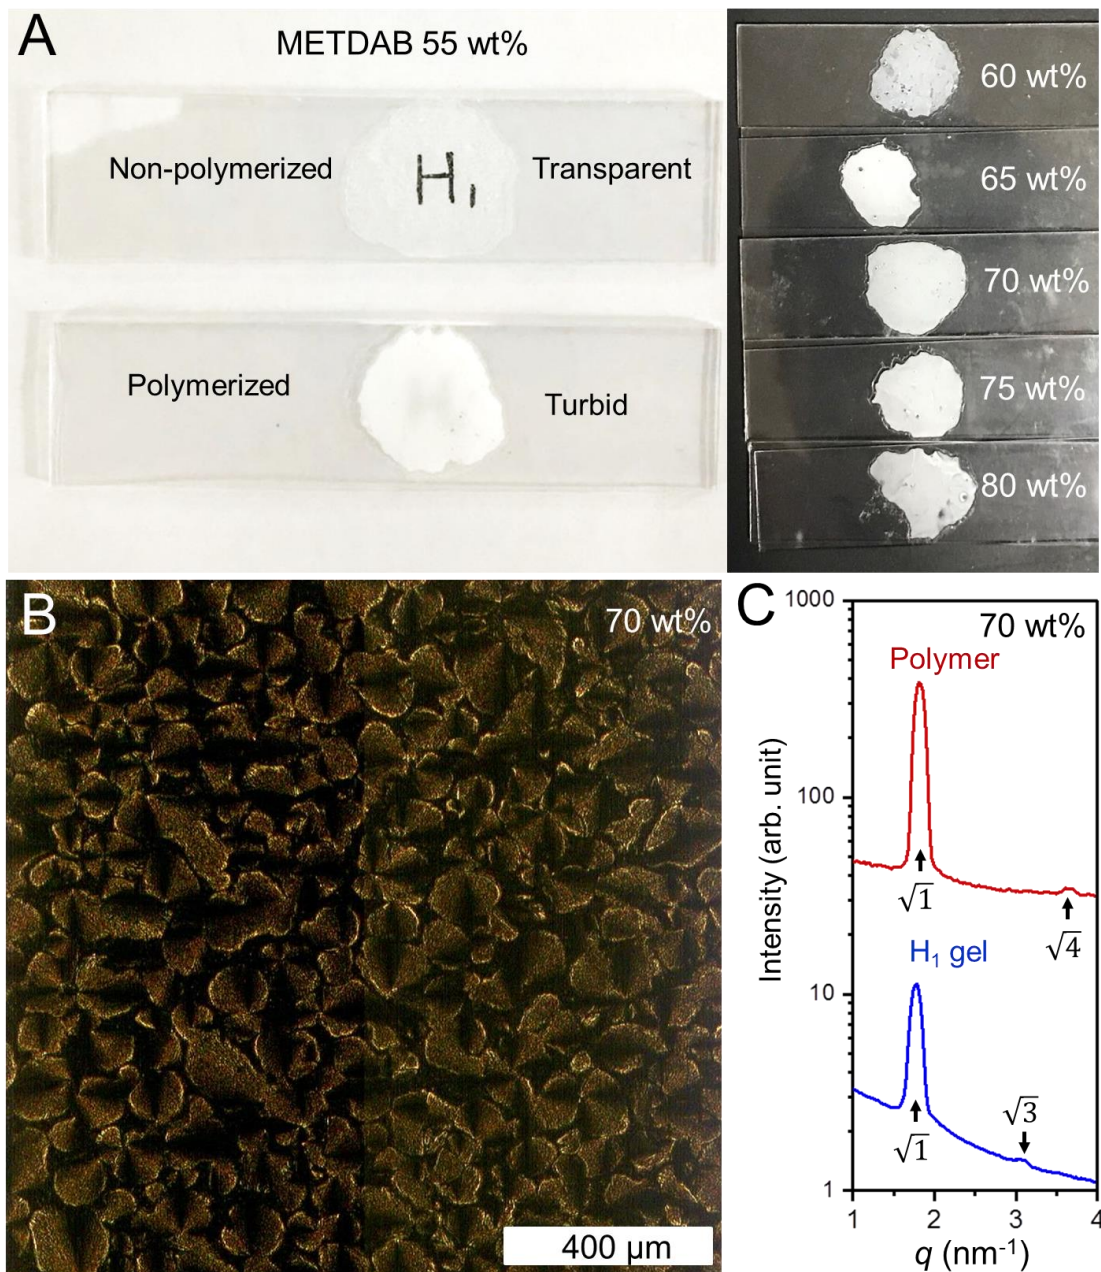 A
METDAB 55 wt%
Non-polymerized
H₁
Transparent
Polymerized
Turbid
60 wt%
65 wt%
70 wt%
75 wt%
80 wt%
B
70 wt%
400 μm
C
70 wt%
1000
100
10
1
Intensity (arb. unit)
Polymer
√1
√4
H₁ gel
√1
√3
1
2
3
4
q (nm⁻¹)